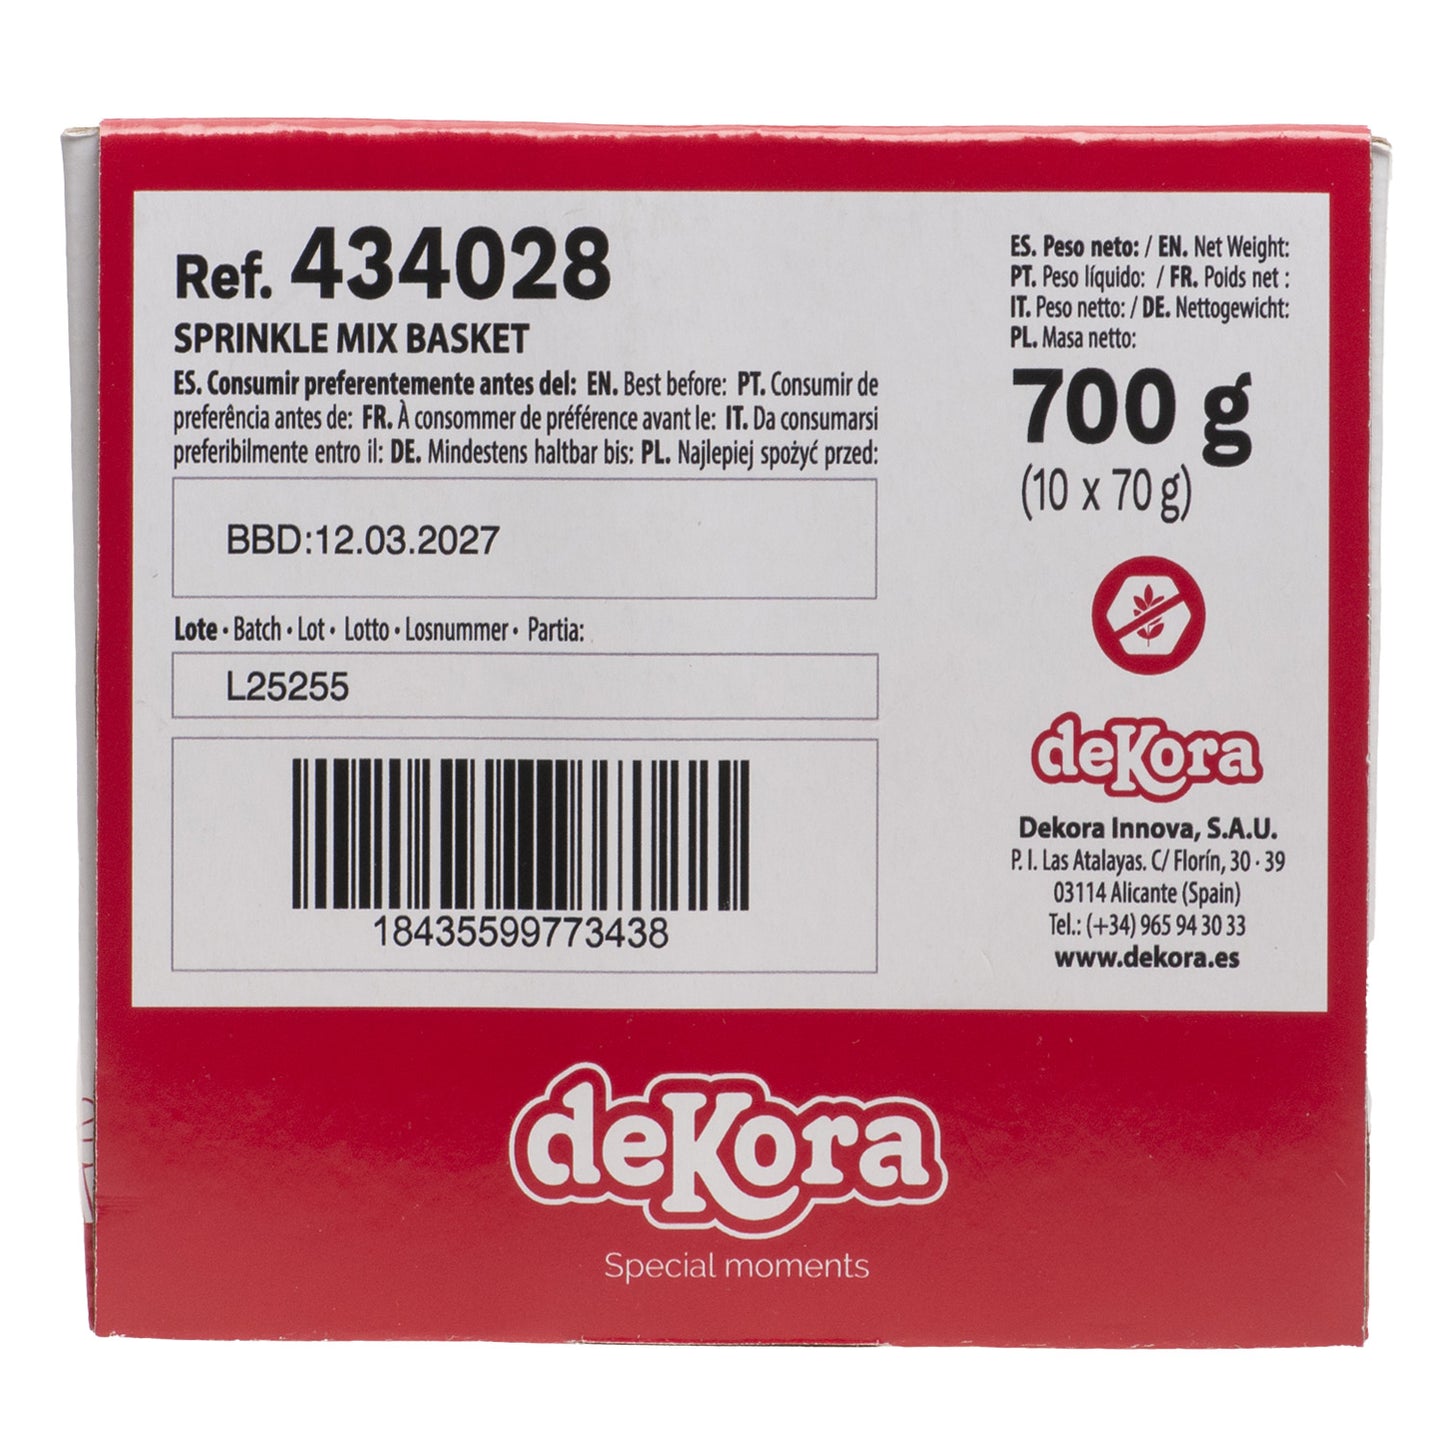 Ref. 434028
SPRINKLE MIX BASKET
ES. Consumir preferentemente antes del: EN. Best before: PT. Consumir de
preferência antes de: FR. À consommer de préférence avant le: IT. Da consumarsi
preferibilmente entro il: DE. Mindestens haltbar bis: PL. Najlepiej spożyć przed:
BBD:12.03.2027
Lote · Batch · Lot · Lotto · Losnummer · Partia:
L25255
18435599773438
ES. Peso neto: / EN. Net Weight:
PT. Peso líquido: / FR. Poids net :
IT. Peso netto: / DE. Nettogewicht:
PL. Masa netto:
700 g
(10 x 70 g)
deKora
Dekora Innova, S.A.U.
P. I. Las Atalayas. C/ Florín, 30 · 39
03114 Alicante (Spain)
Tel.: (+34) 965 94 30 33
www.dekora.es
deKora
Special moments